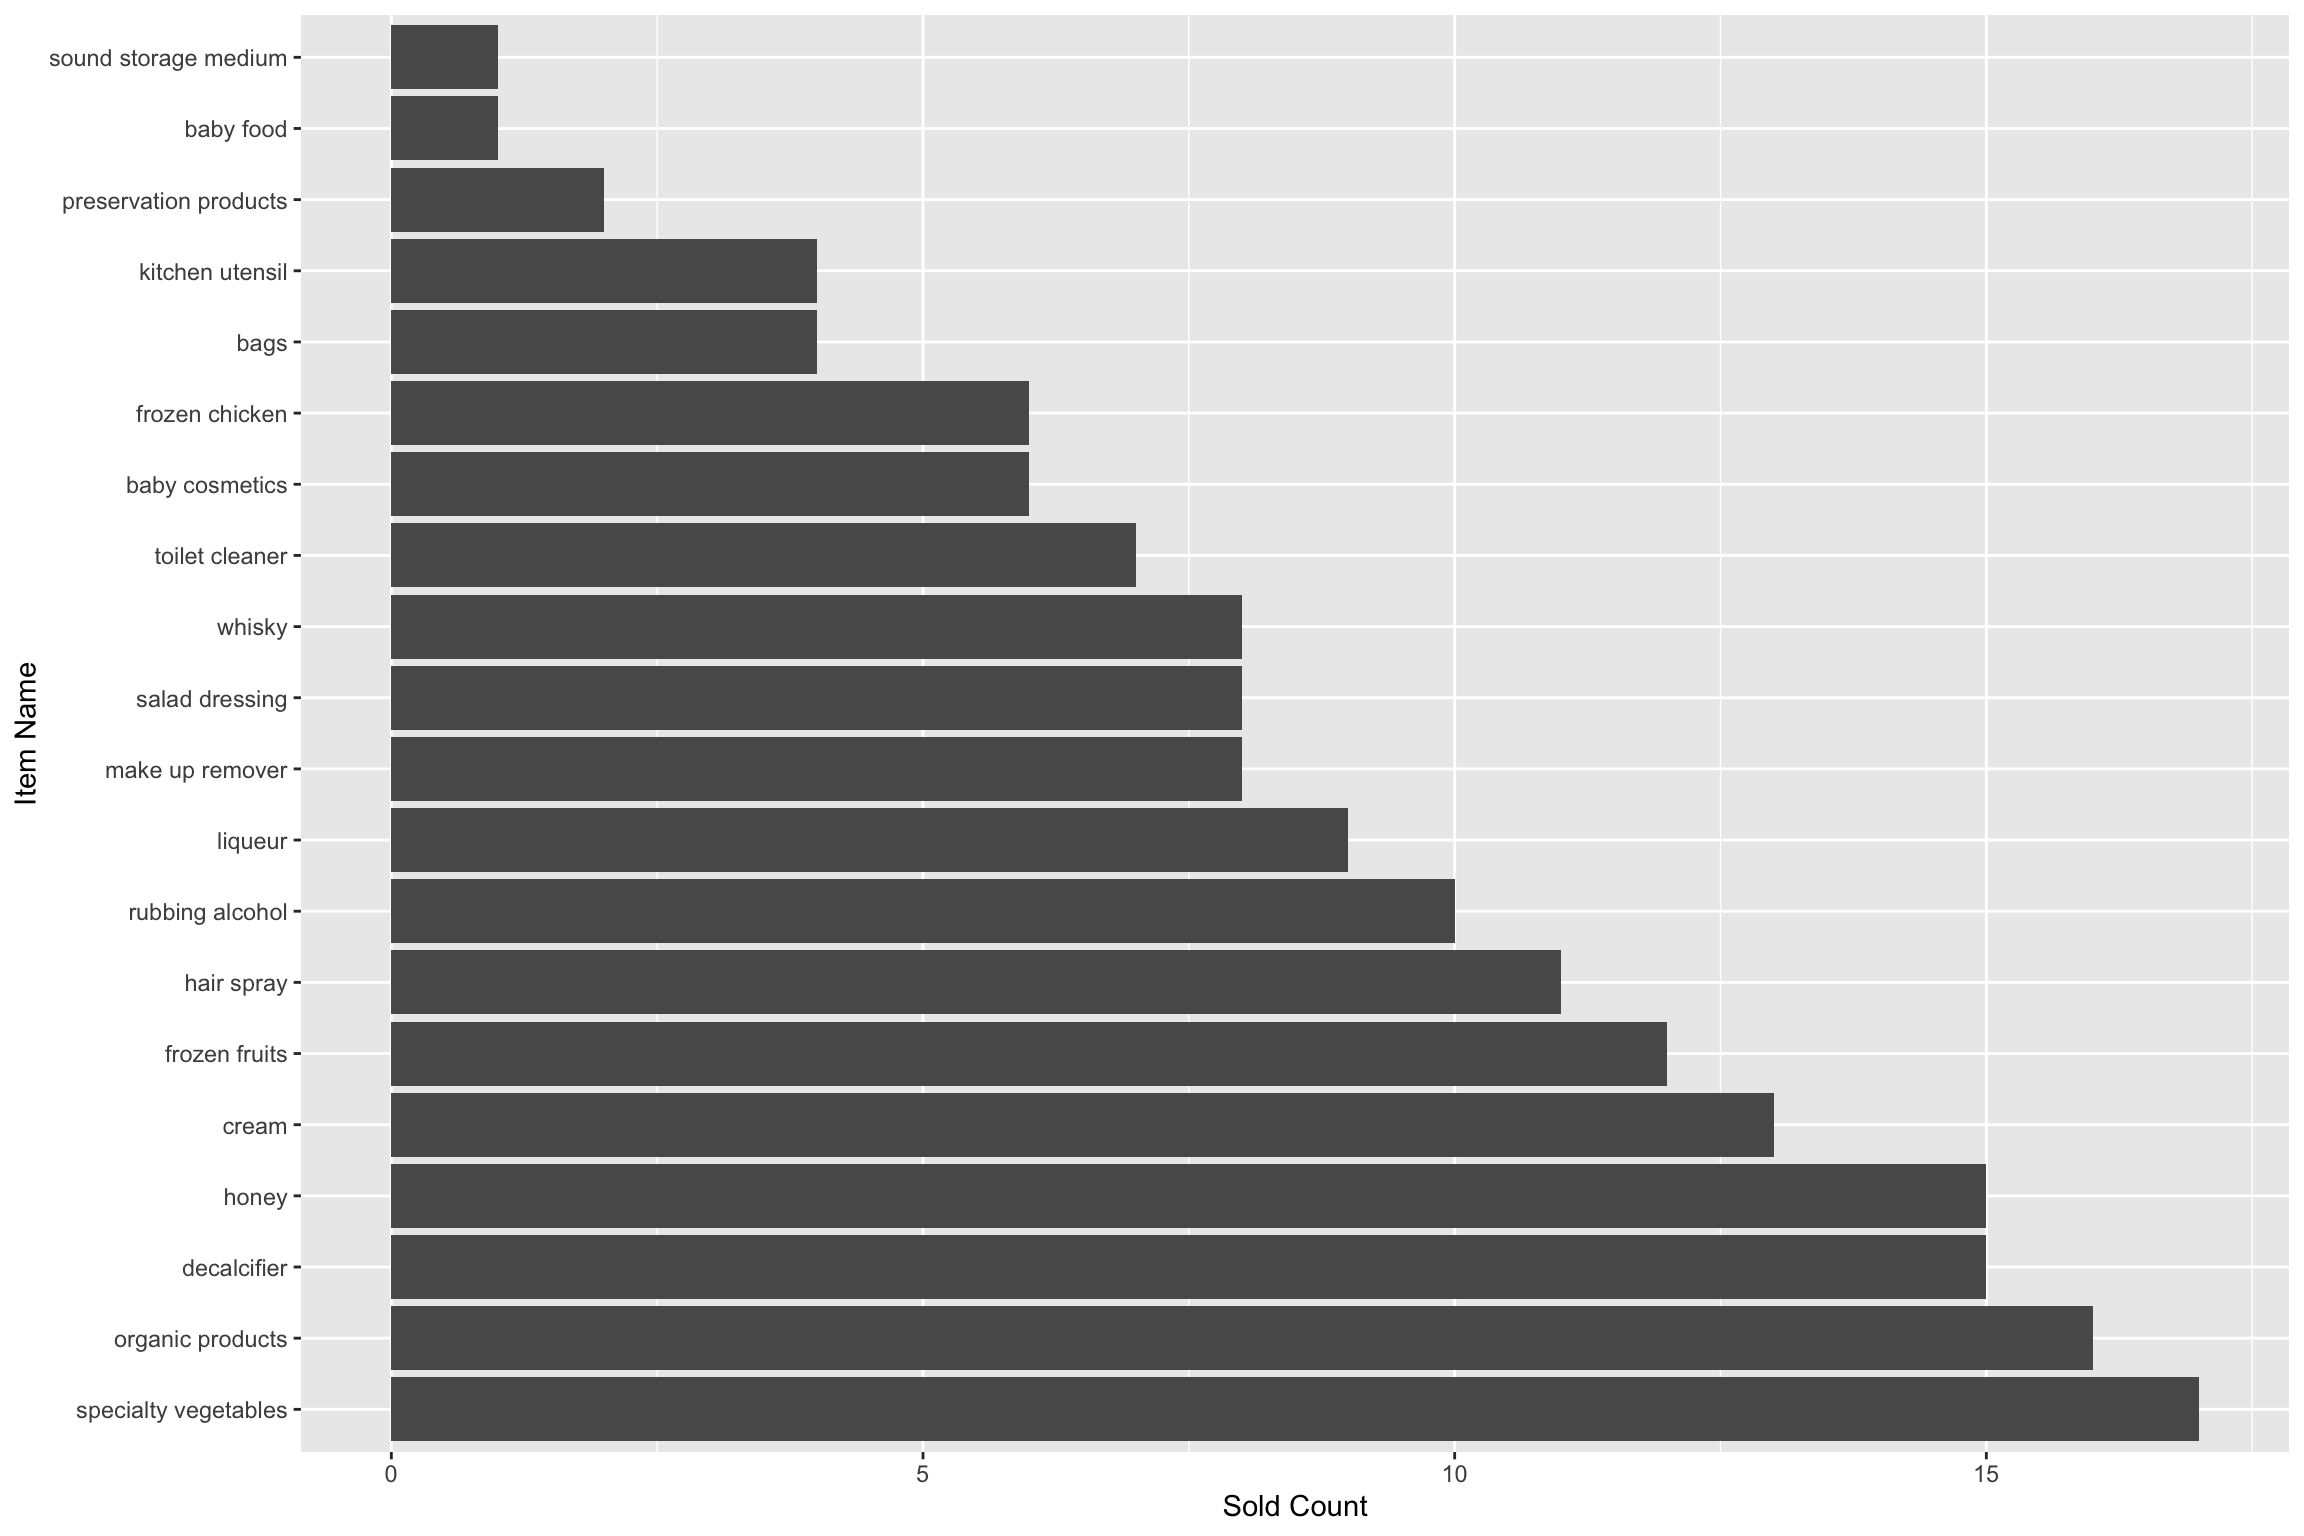 sound storage medium
baby food
preservation products
kitchen utensil
bags
frozen chicken
baby cosmetics
toilet cleaner
whisky
salad dressing
make up remover
liqueur
rubbing alcohol
hair spray
frozen fruits
cream
honey
decalcifier
organic products
specialty vegetables
Item Name
0 5 10 15
Sold Count